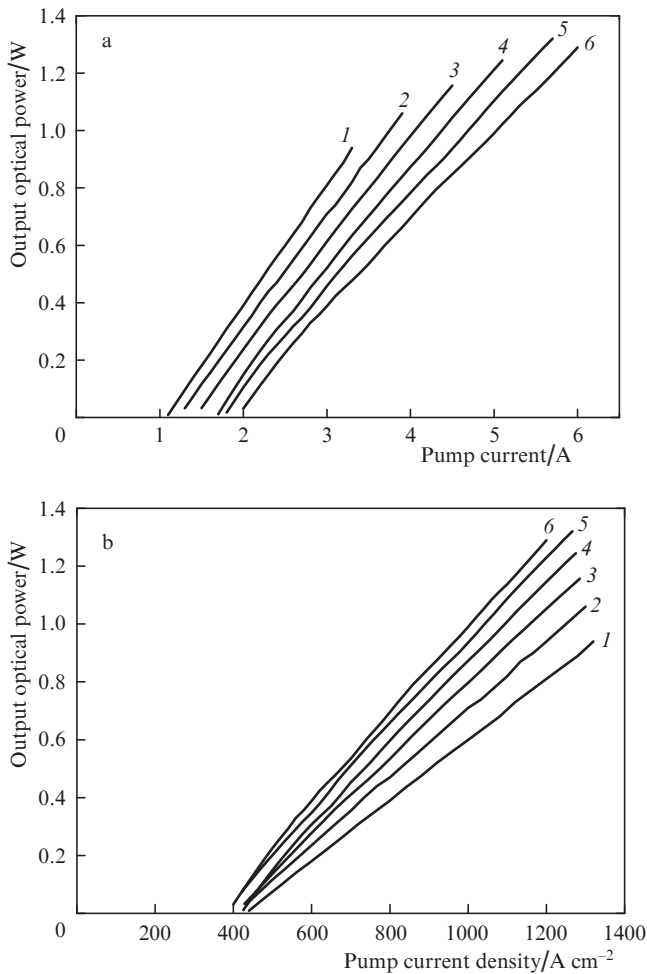 a
Output optical power/W
1.4
1.2
1.0
0.8
0.6
0.4
0.2
0
1 2 3 4 5 6
1 2 3 4 5 6
Pump current/A
b
Output optical power/W
1.4
1.2
1.0
0.8
0.6
0.4
0.2
0
6
5
4
3
2
1
200 400 600 800 1000 1200 1400
Pump current density/A cm⁻²